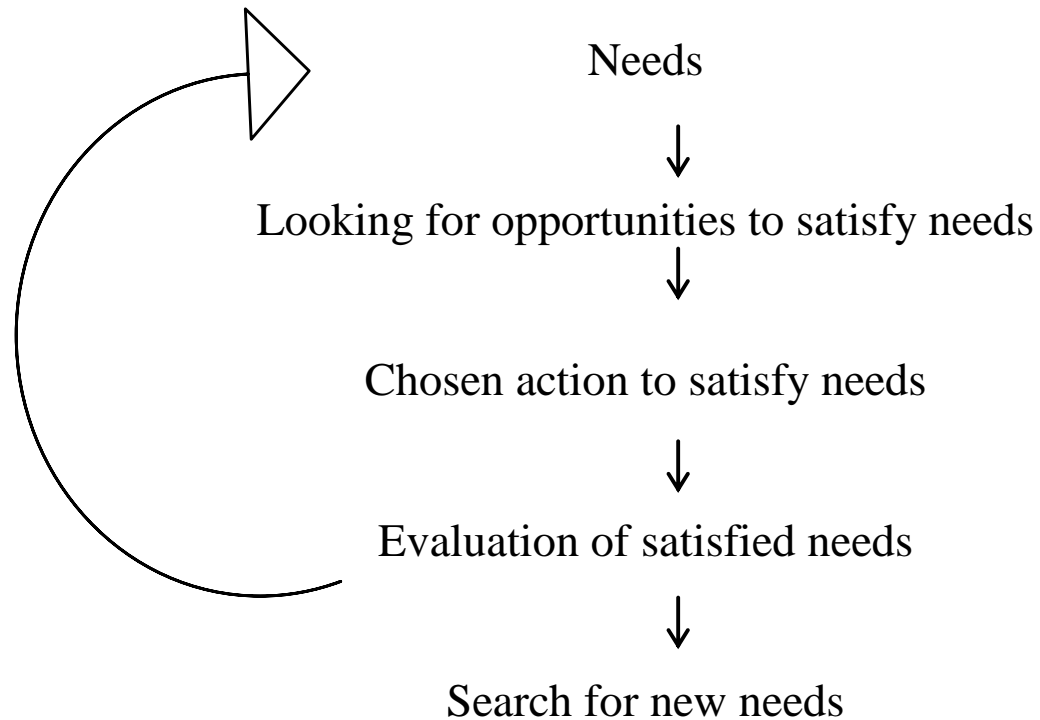 Needs
Looking for opportunities to satisfy needs
Chosen action to satisfy needs
Evaluation of satisfied needs
Search for new needs